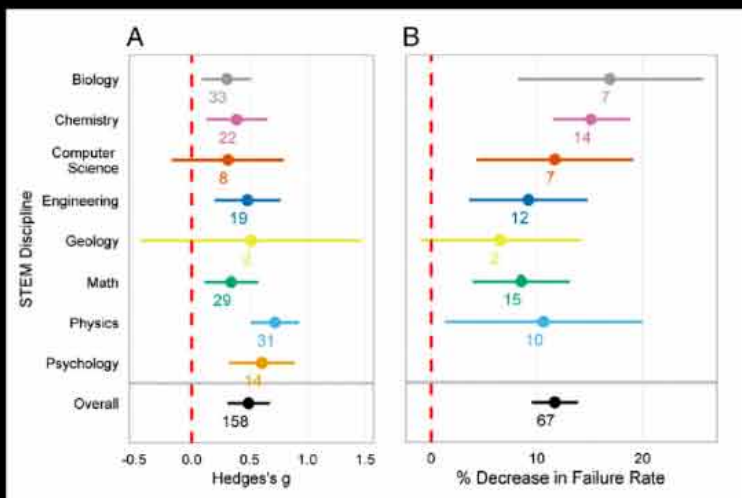 A
B
STEM Discipline
Biology
Chemistry
Computer
Science
Engineering
Geology
Math
Physics
Psychology
Overall
33
22
8
19
2
29
31
14
158
7
14
7
12
2
15
10
67
-0.5 0.0 0.5 1.0 1.5
Hedges's g
0 10 20
% Decrease in Failure Rate